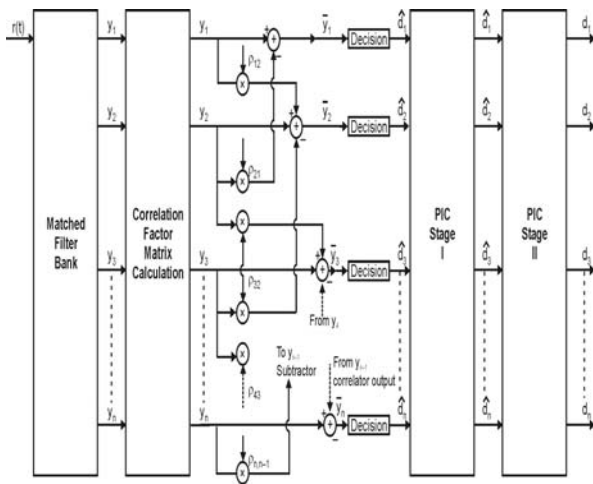 r(t)
Matched
Filter
Bank
y1
y2
y3
yn
Correlation
Factor
Matrix
Calculation
y1
y2
y3
yn
ρ12
ρ21
ρ32
ρ43
ρn,n-1
x
x
x
x
x
x
+
-
+
+
-
+
+
-
From y4
To yn-1
Subtractor
From yn-1
correlator output
+
+
-
ȳ1
ȳ2
ȳ3
ȳn
Decision
Decision
Decision
Decision
d̂1
d̂2
d̂3
d̂n
PIC
Stage
I
d̂1
d̂2
d̂3
d̂n
PIC
Stage
II
d1
d2
d3
dn